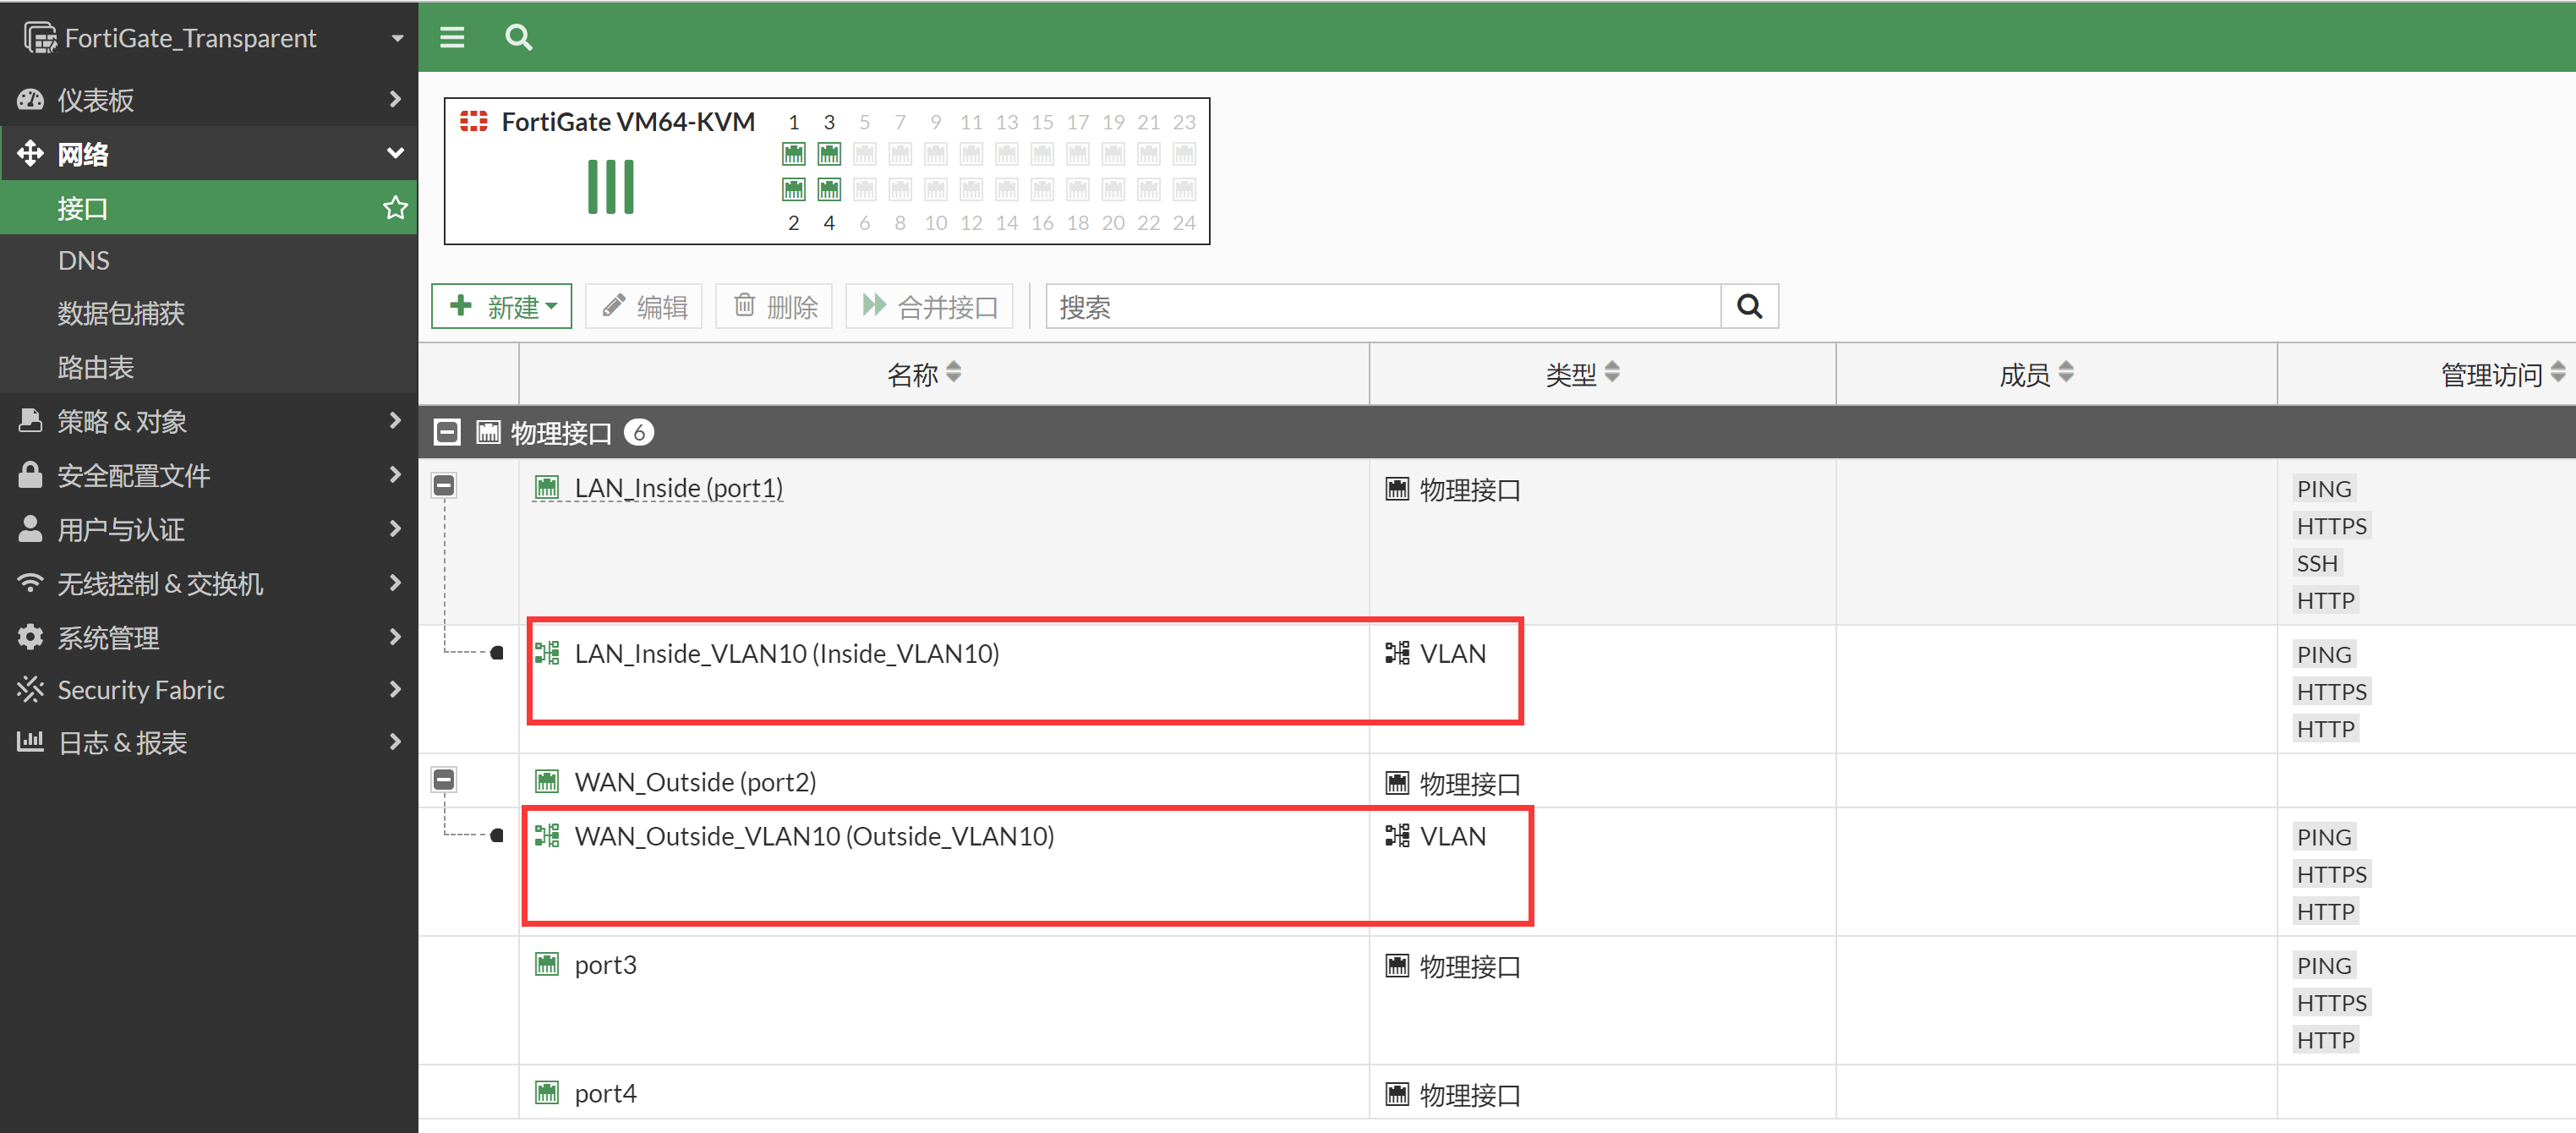 FortiGate_Transparent
仪表板
网络
接口
DNS
数据包捕获
路由表
策略 & 对象
安全配置文件
用户与认证
无线控制 & 交换机
系统管理
Security Fabric
日志 & 报表
FortiGate VM64-KVM
1 3 5 7 9 11 13 15 17 19 21 23
2 4 6 8 10 12 14 16 18 20 22 24
新建 编辑 删除 合并接口 搜索
名称 类型 成员 管理访问
物理接口 6
LAN_Inside (port1) 物理接口 PING
HTTPS
SSH
HTTP
LAN_Inside_VLAN10 (Inside_VLAN10) VLAN PING
HTTPS
HTTP
WAN_Outside (port2) 物理接口
WAN_Outside_VLAN10 (Outside_VLAN10) VLAN PING
HTTPS
HTTP
port3 物理接口 PING
HTTPS
HTTP
port4 物理接口